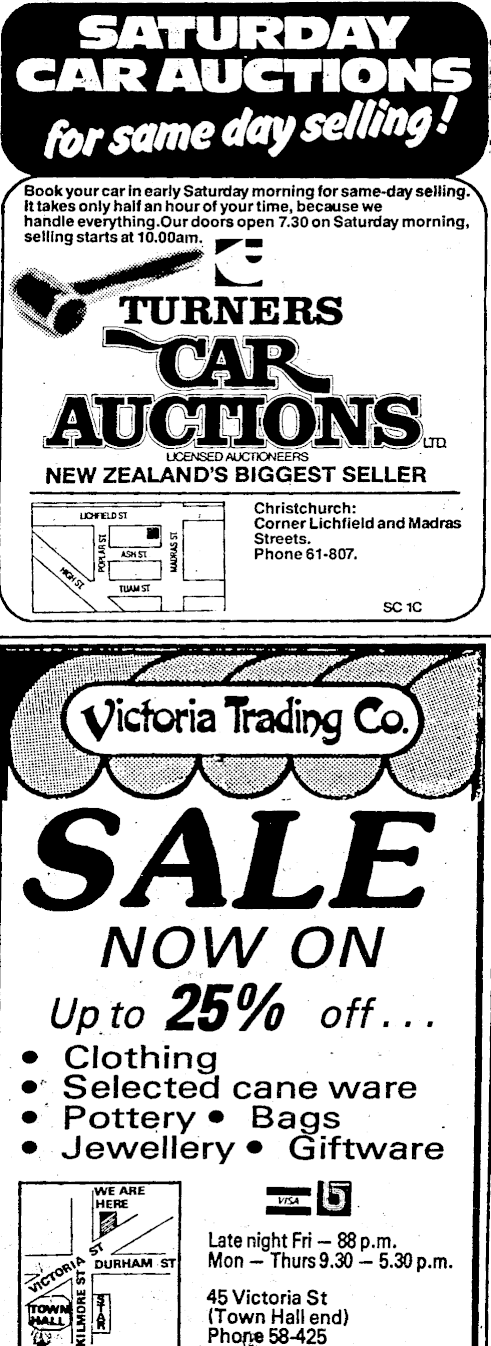 SATURDAY
CAR AUCTIONS
for same day selling!
Book your car in early Saturday morning for same-day selling.
It takes only half an hour of your time, because we
handle everything.Our doors open 7.30 on Saturday morning,
selling starts at 10.00am.
TURNERS
CAR
AUCTIONS LTD.
LICENSED AUCTIONEERS
NEW ZEALAND'S BIGGEST SELLER
LICHFIELD ST.
POPLAR ST.
ASH ST.
MADRAS ST.
HIGH ST.
TUAM ST
Christchurch:
Corner Lichfield and Madras
Streets.
Phone 61-807.
SC 1C
Victoria Trading Co.
SALE
NOW ON
Up to 25% off...
• Clothing
• Selected cane ware
• Pottery • Bags
• Jewellery • Giftware
WE ARE
HERE
VICTORIA ST
DURHAM ST
KILMORE ST
TOWN
HALL
VISA
Late night Fri — 88 p.m.
Mon — Thurs 9.30 — 5.30 p.m.
45 Victoria St
(Town Hall end)
Phone 58-425